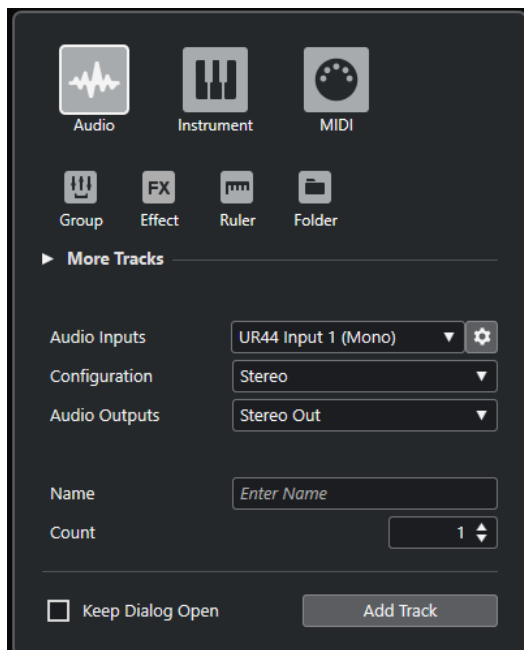 Audio
Instrument
MIDI
Group
FX
Effect
Ruler
Folder
More Tracks
Audio Inputs
UR44 Input 1 (Mono)
Configuration
Stereo
Audio Outputs
Stereo Out
Name
Enter Name
Count
1
Keep Dialog Open
Add Track